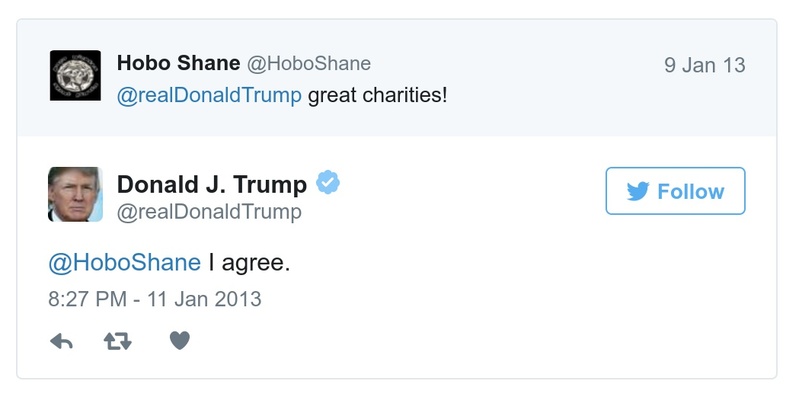 Hobo Shane @HoboShane 9 Jan 13
@realDonaldTrump great charities!
Donald J. Trump
@realDonaldTrump
Follow
@HoboShane I agree.
8:27 PM - 11 Jan 2013